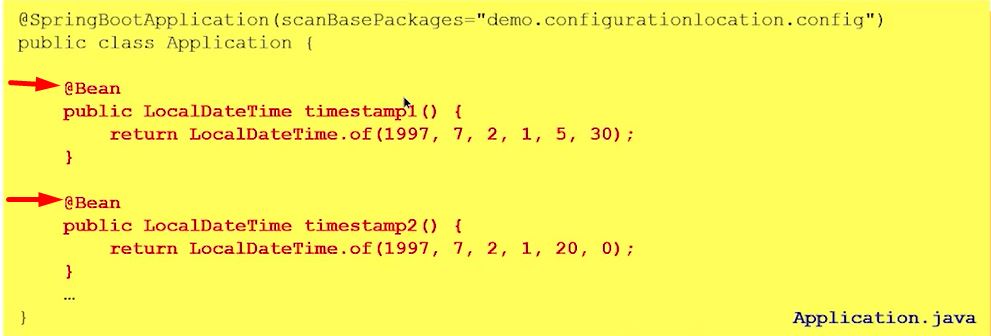 @SpringBootApplication(scanBasePackages="demo.configurationlocation.config")
public class Application {
@Bean
public LocalDateTime timestamp1() {
return LocalDateTime.of(1997, 7, 2, 1, 5, 30);
}
@Bean
public LocalDateTime timestamp2() {
return LocalDateTime.of(1997, 7, 2, 1, 20, 0);
}
…
}
Application.java